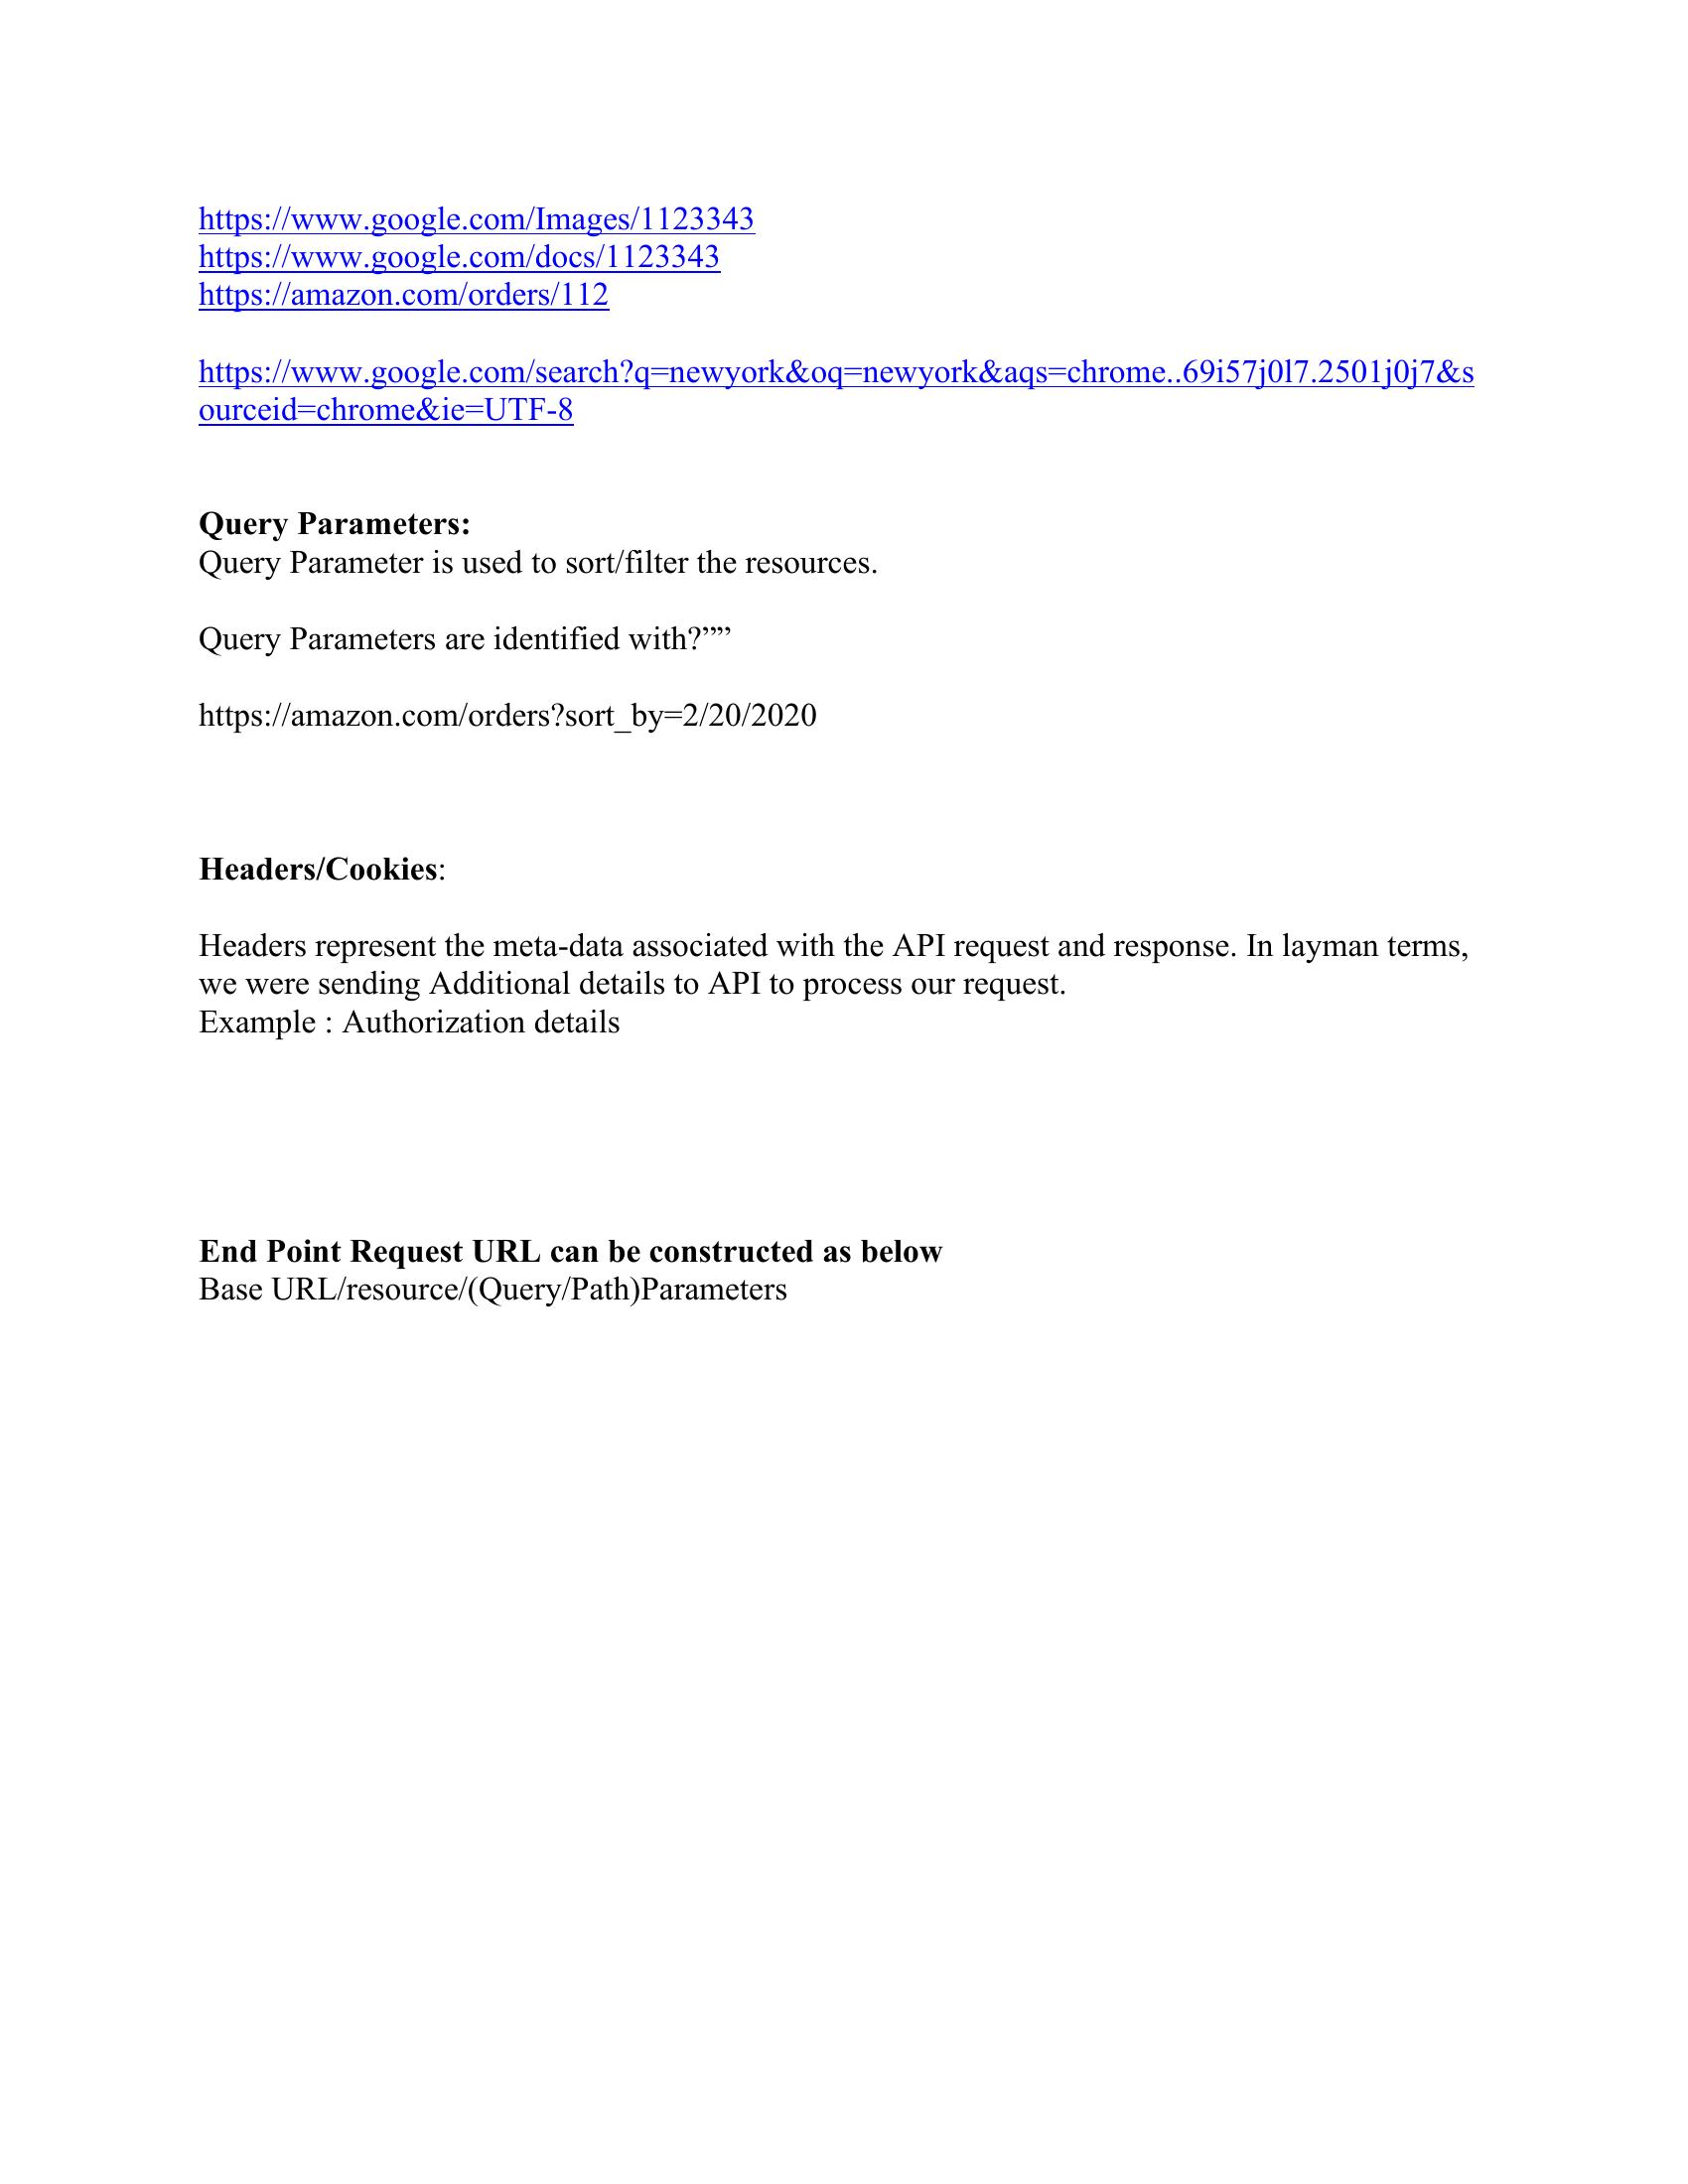 https://www.google.com/Images/1123343
https://www.google.com/docs/1123343
https://amazon.com/orders/112
https://www.google.com/search?q=newyork&oq=newyork&aqs=chrome..69i57j0l7.2501j0j7&s
ourceid=chrome&ie=UTF-8
Query Parameters:
Query Parameter is used to sort/filter the resources.
Query Parameters are identified with?””
https://amazon.com/orders?sort_by=2/20/2020
Headers/Cookies:
Headers represent the meta-data associated with the API request and response. In layman terms,
we were sending Additional details to API to process our request.
Example : Authorization details
End Point Request URL can be constructed as below
Base URL/resource/(Query/Path)Parameters